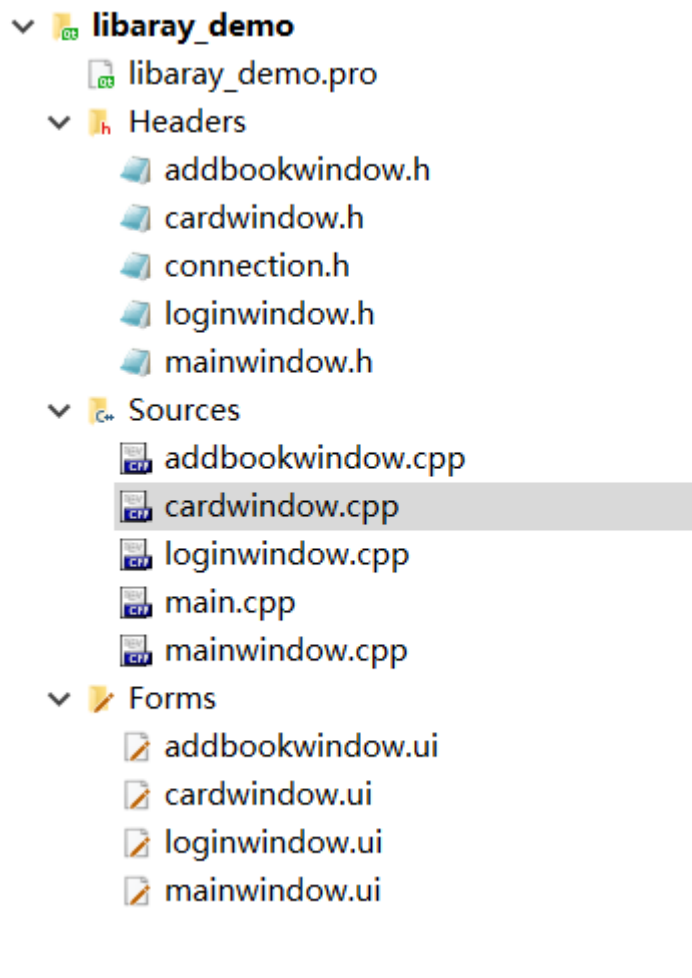 libaray_demo
libaray_demo.pro
Headers
addbookwindow.h
cardwindow.h
connection.h
loginwindow.h
mainwindow.h
Sources
addbookwindow.cpp
cardwindow.cpp
loginwindow.cpp
main.cpp
mainwindow.cpp
Forms
addbookwindow.ui
cardwindow.ui
loginwindow.ui
mainwindow.ui